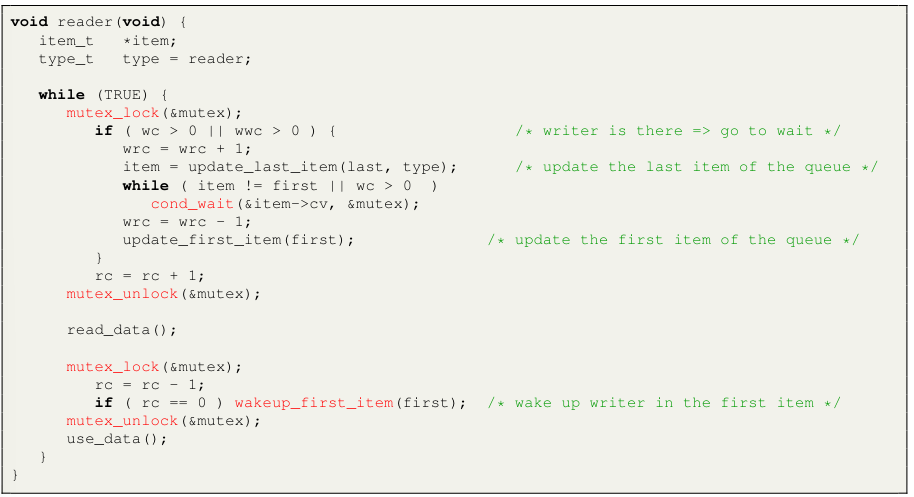 void reader(void) {
item_t *item;
type_t type = reader;
while (TRUE) {
mutex_lock(&mutex);
if ( wc > 0 || wwc > 0 ) { /* writer is there => go to wait */
wrc = wrc + 1;
item = update_last_item(last, type); /* update the last item of the queue */
while ( item != first || wc > 0 )
cond_wait(&item->cv, &mutex);
wrc = wrc - 1;
update_first_item(first); /* update the first item of the queue */
}
rc = rc + 1;
mutex_unlock(&mutex);
read_data();
mutex_lock(&mutex);
rc = rc - 1;
if ( rc == 0 ) wakeup_first_item(first); /* wake up writer in the first item */
mutex_unlock(&mutex);
use_data();
}
}